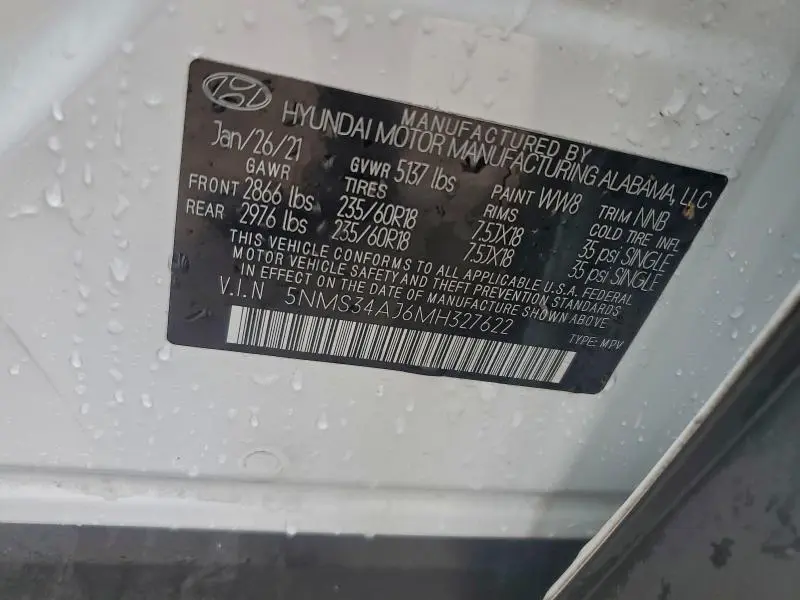 MANUFACTURED BY
HYUNDAI MOTOR MANUFACTURING ALABAMA, LLC
Jan/26/21 GVWR 5137 lbs PAINT WW8 TRIM NNB
GAWR TIRES RIMS COLD TIRE INFL
FRONT 2866 lbs 235/60R18 7.5JX18 35 psi SINGLE
REAR 2976 lbs 235/60R18 7.5JX18 35 psi SINGLE
THIS VEHICLE CONFORMS TO ALL APPLICABLE U.S.A. FEDERAL
MOTOR VEHICLE SAFETY AND THEFT PREVENTION STANDARDS
IN EFFECT ON THE DATE OF MANUFACTURE SHOWN ABOVE
V.I.N 5NMS34AJ6MH327622
TYPE: MPV